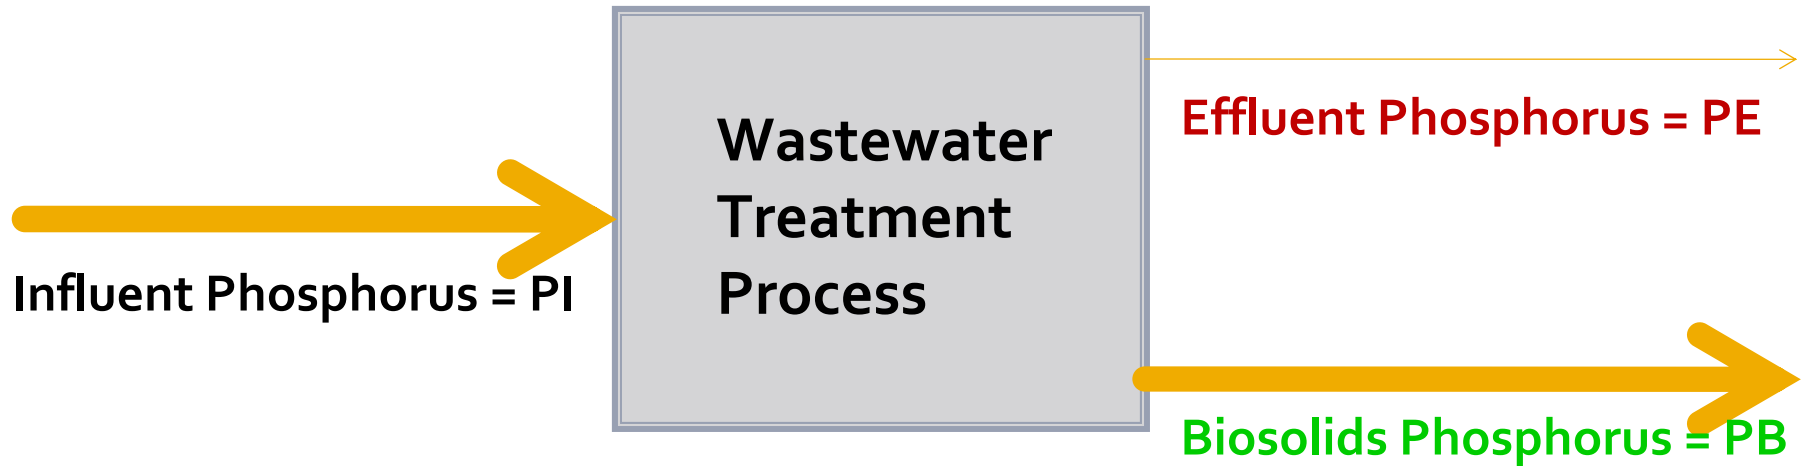 Influent Phosphorus = PI
Wastewater
Treatment
Process
Effluent Phosphorus = PE
Biosolids Phosphorus = PB